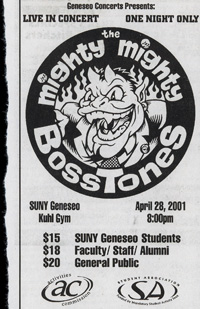 Geneseo Concerts Presents:
LIVE IN CONCERT ONE NIGHT ONLY
the
mighty mighty
BossToneS
SUNY Geneseo April 28, 2001
Kuhl Gym 8:00pm
$15 SUNY Geneseo Students
$18 Faculty/ Staff/ Alumni
$20 General Public
activities
ac
commission
STUDENT ASSOCIATION
SA